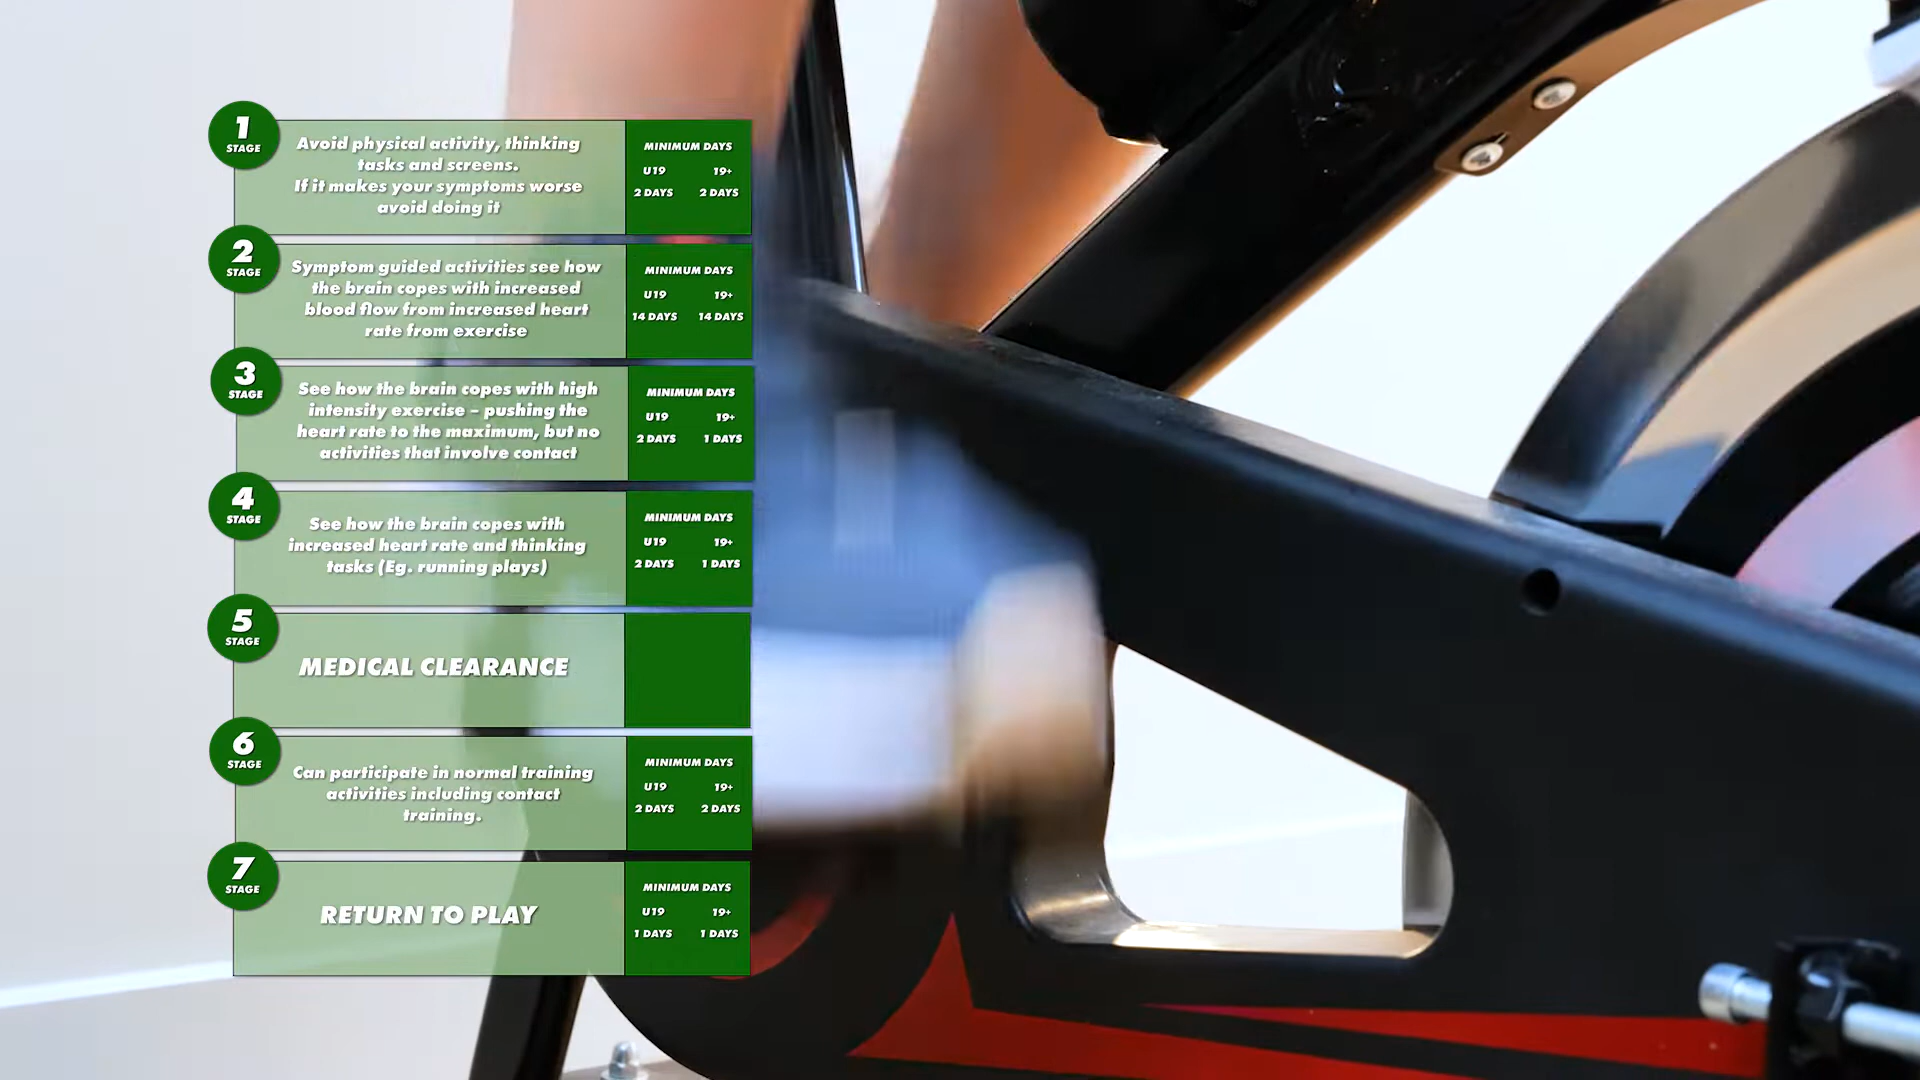 1
STAGE
Avoid physical activity, thinking
tasks and screens.
If it makes your symptoms worse
avoid doing it
MINIMUM DAYS
U19 19+
2 DAYS 2 DAYS
2
STAGE
Symptom guided activities see how
the brain copes with increased
blood flow from increased heart
rate from exercise
MINIMUM DAYS
U19 19+
14 DAYS 14 DAYS
3
STAGE
See how the brain copes with high
intensity exercise – pushing the
heart rate to the maximum, but no
activities that involve contact
MINIMUM DAYS
U19 19+
2 DAYS 1 DAYS
4
STAGE
See how the brain copes with
increased heart rate and thinking
tasks (Eg. running plays)
MINIMUM DAYS
U19 19+
2 DAYS 1 DAYS
5
STAGE
MEDICAL CLEARANCE
6
STAGE
Can participate in normal training
activities including contact
training.
MINIMUM DAYS
U19 19+
2 DAYS 2 DAYS
7
STAGE
RETURN TO PLAY
MINIMUM DAYS
U19 19+
1 DAYS 1 DAYS